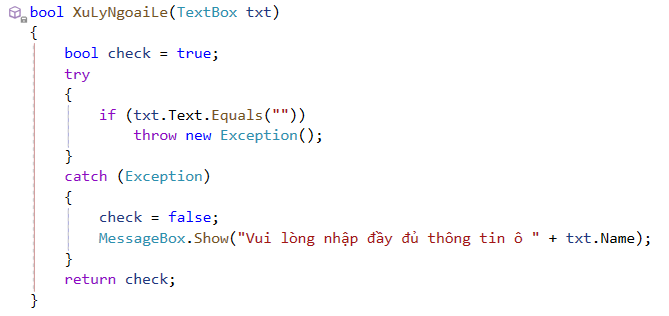 bool XuLyNgoaiLe(TextBox txt)
{
bool check = true;
try
{
if (txt.Text.Equals(""))
throw new Exception();
}
catch (Exception)
{
check = false;
MessageBox.Show("Vui lòng nhập đầy đủ thông tin ô " + txt.Name);
}
return check;
}